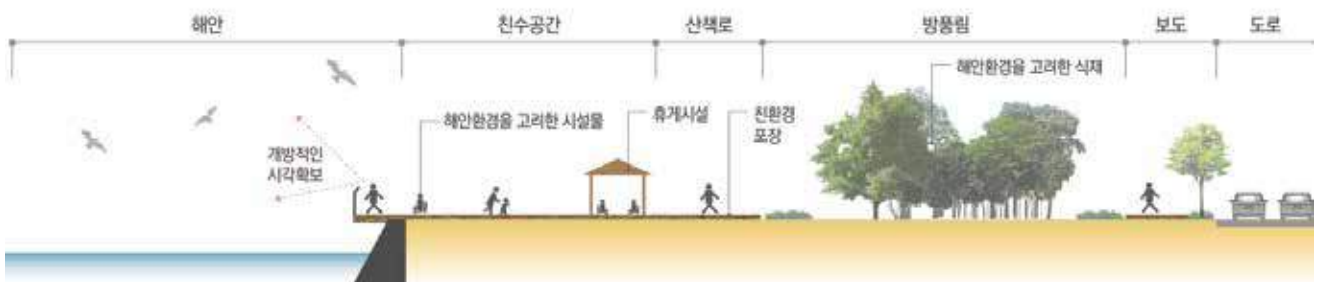 해안
친수공간
산책로
방풍림
보도
도로
해안환경을 고려한 식재
해안환경을 고려한 시설물
휴게시설
친환경
포장
개방적인
시각확보